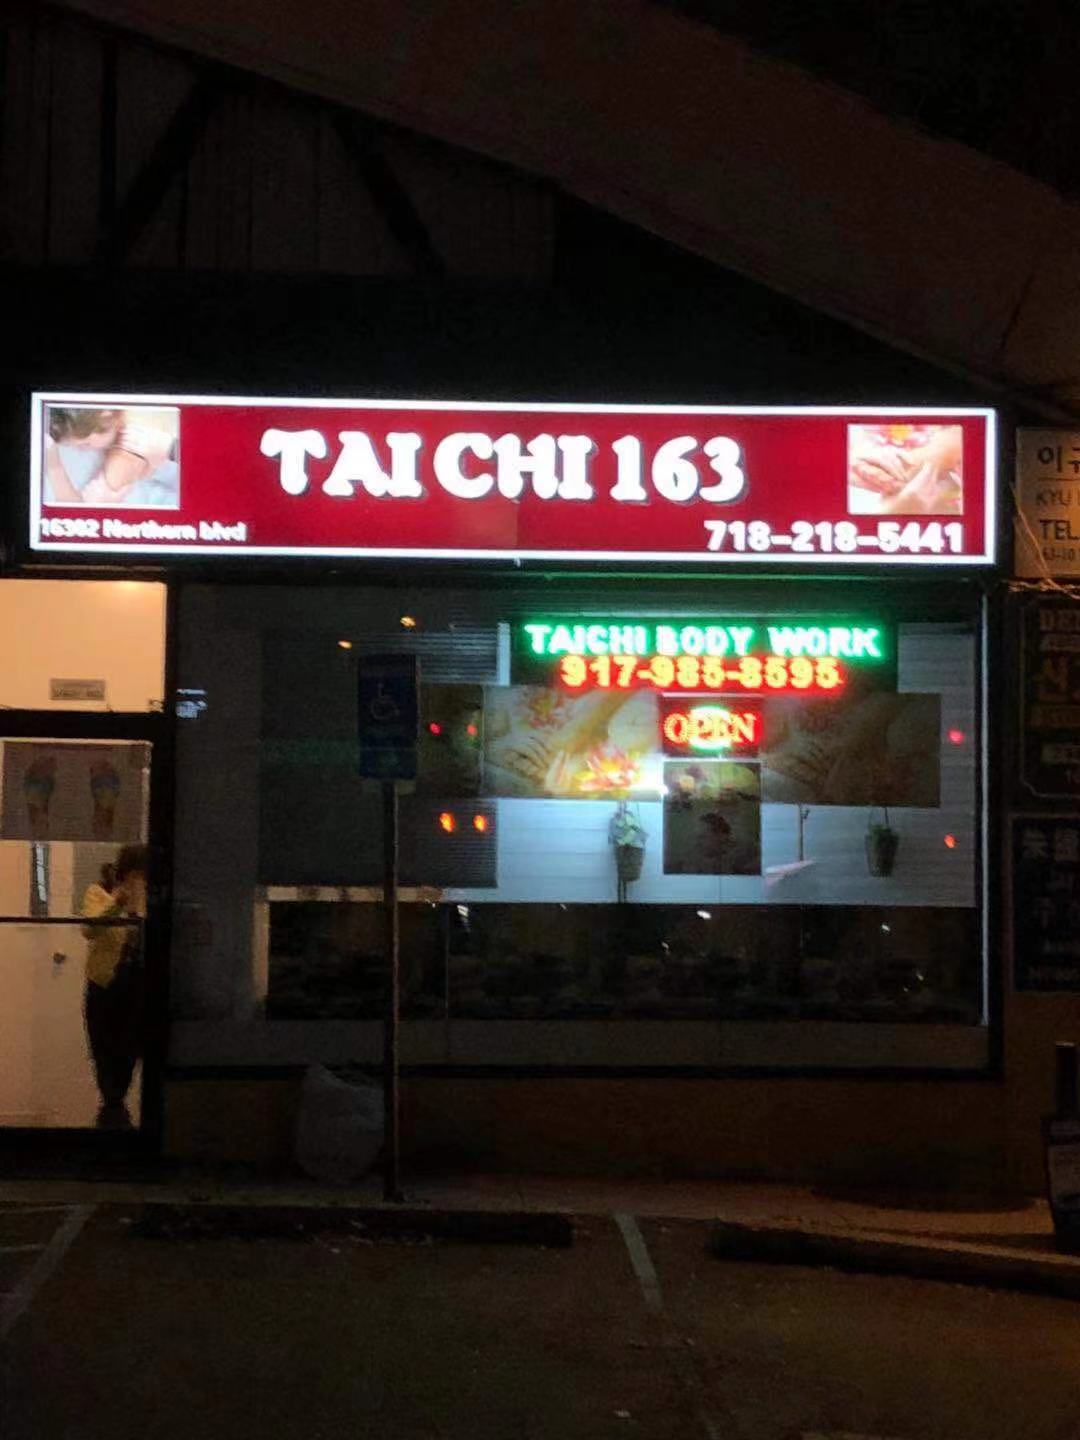 TAI CHI 163
16302 Northern blvd
718-218-5441
TAICHI BODY WORK
917-985-8595
OPEN
이규
KYU
TEL